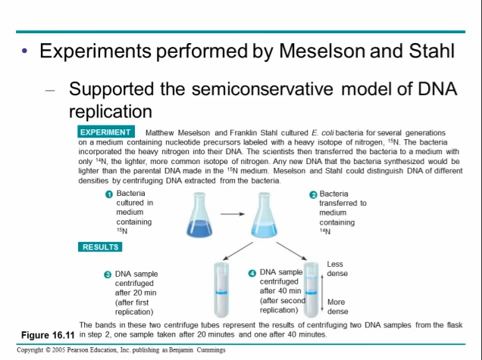 • Experiments performed by Meselson and Stahl
– Supported the semiconservative model of DNA
replication
EXPERIMENT Matthew Meselson and Franklin Stahl cultured E. coli bacteria for several generations
on a medium containing nucleotide precursors labeled with a heavy isotope of nitrogen, ¹⁵N. The bacteria
incorporated the heavy nitrogen into their DNA. The scientists then transferred the bacteria to a medium with
only ¹⁴N, the lighter, more common isotope of nitrogen. Any new DNA that the bacteria synthesized would be
lighter than the parental DNA made in the ¹⁵N medium. Meselson and Stahl could distinguish DNA of different
densities by centrifuging DNA extracted from the bacteria.
1 Bacteria
cultured in
medium
containing
¹⁵N
2 Bacteria
transferred to
medium
containing
¹⁴N
RESULTS
3 DNA sample
centrifuged
after 20 min
(after first
replication)
4 DNA sample
centrifuged
after 40 min
(after second
replication)
Less
dense
More
dense
The bands in these two centrifuge tubes represent the results of centrifuging two DNA samples from the flask
Figure 16.11 in step 2, one sample taken after 20 minutes and one after 40 minutes.
Copyright © 2005 Pearson Education, Inc. publishing as Benjamin Cummings